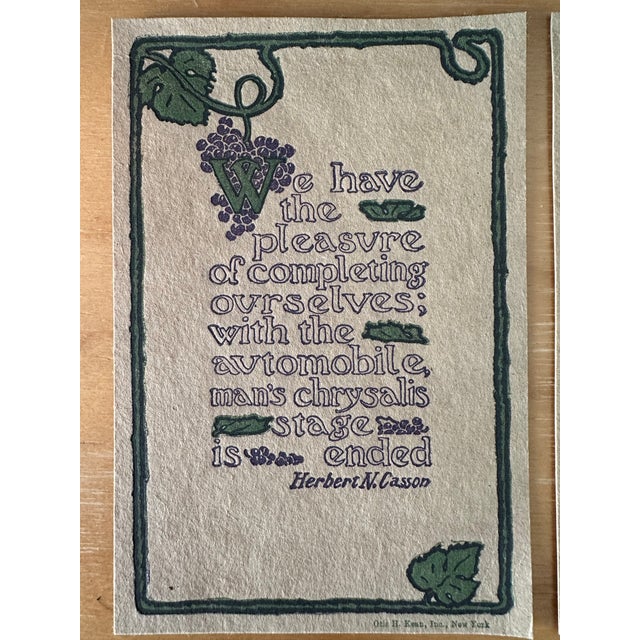 We have
the
pleasure
of completing
ourselves;
with the
automobile,
man's chrysalis
stage
is ended
Herbert N. Casson
Otis H. Kean, Inc., New York